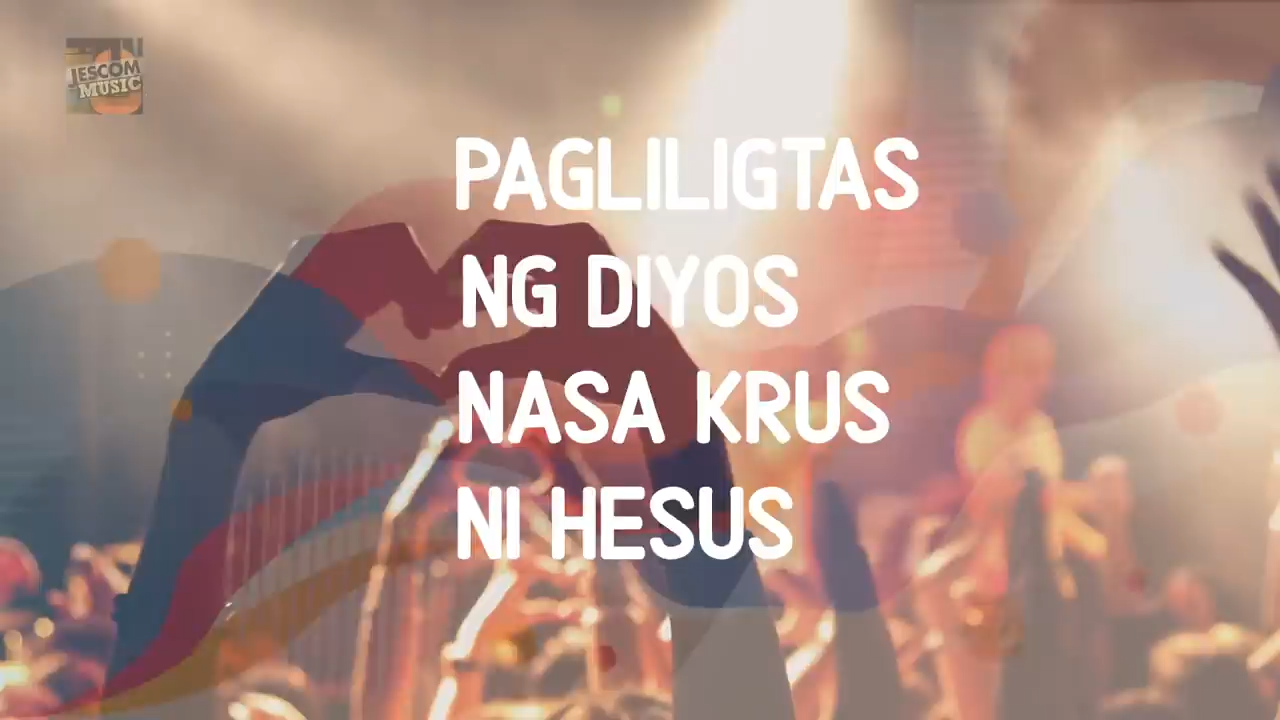 JESCOM
MUSIC
PAGLILIGTAS
NG DIYOS
NASA KRUS
NI HESUS